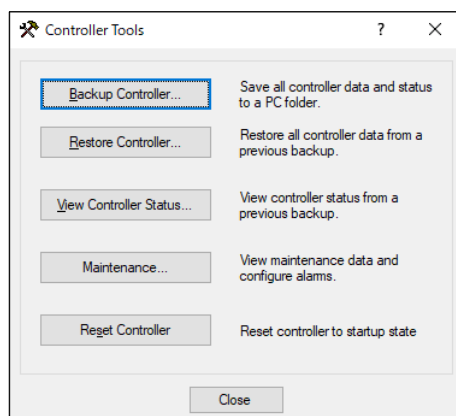 Controller Tools
?
Backup Controller...
Save all controller data and status
to a PC folder.
Restore Controller...
Restore all controller data from a
previous backup.
View Controller Status...
View controller status from a
previous backup.
Maintenance...
View maintenance data and
configure alarms.
Reset Controller
Reset controller to startup state
Close